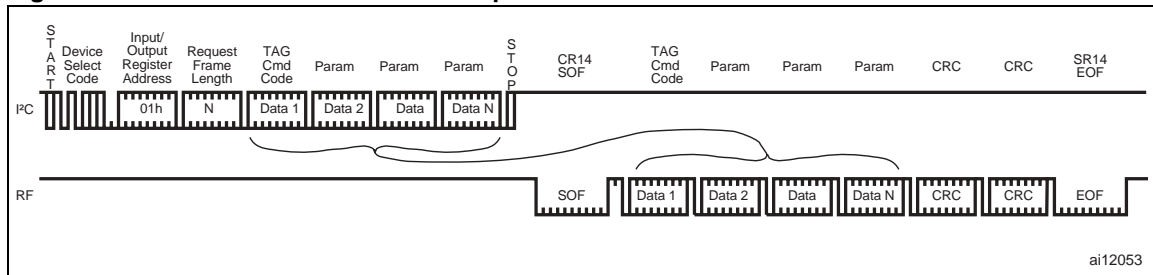 START
Device Select Code
Input/ Output Register Address
Request Frame Length
TAG Cmd Code
Param
Param
Param
STOP
CR14 SOF
TAG Cmd Code
Param
Param
Param
CRC
CRC
SR14 EOF
I²C
01h
N
Data 1
Data 2
Data
Data N
RF
SOF
Data 1
Data 2
Data
Data N
CRC
CRC
EOF
ai12053